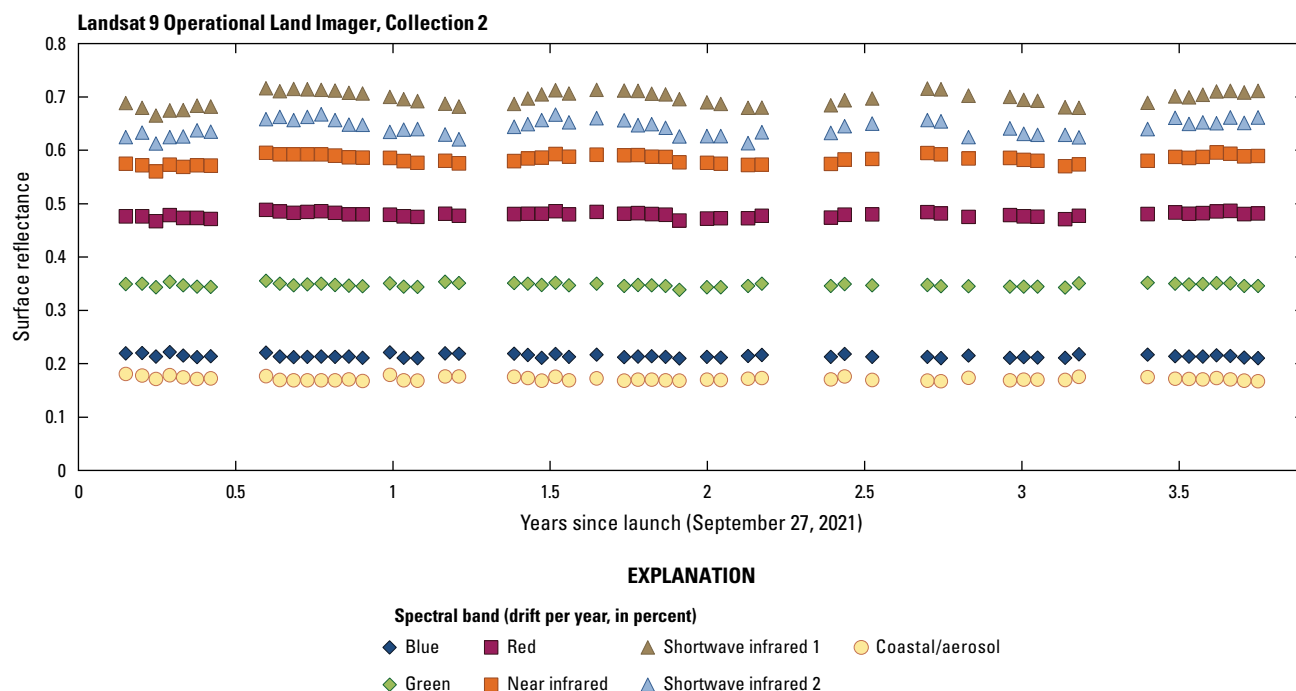 Landsat 9 Operational Land Imager, Collection 2
Surface reflectance
0.8
0.7
0.6
0.5
0.4
0.3
0.2
0.1
0
0 0.5 1 1.5 2 2.5 3 3.5
Years since launch (September 27, 2021)
EXPLANATION
Spectral band (drift per year, in percent)
Blue Red Shortwave infrared 1 Coastal/aerosol
Green Near infrared Shortwave infrared 2